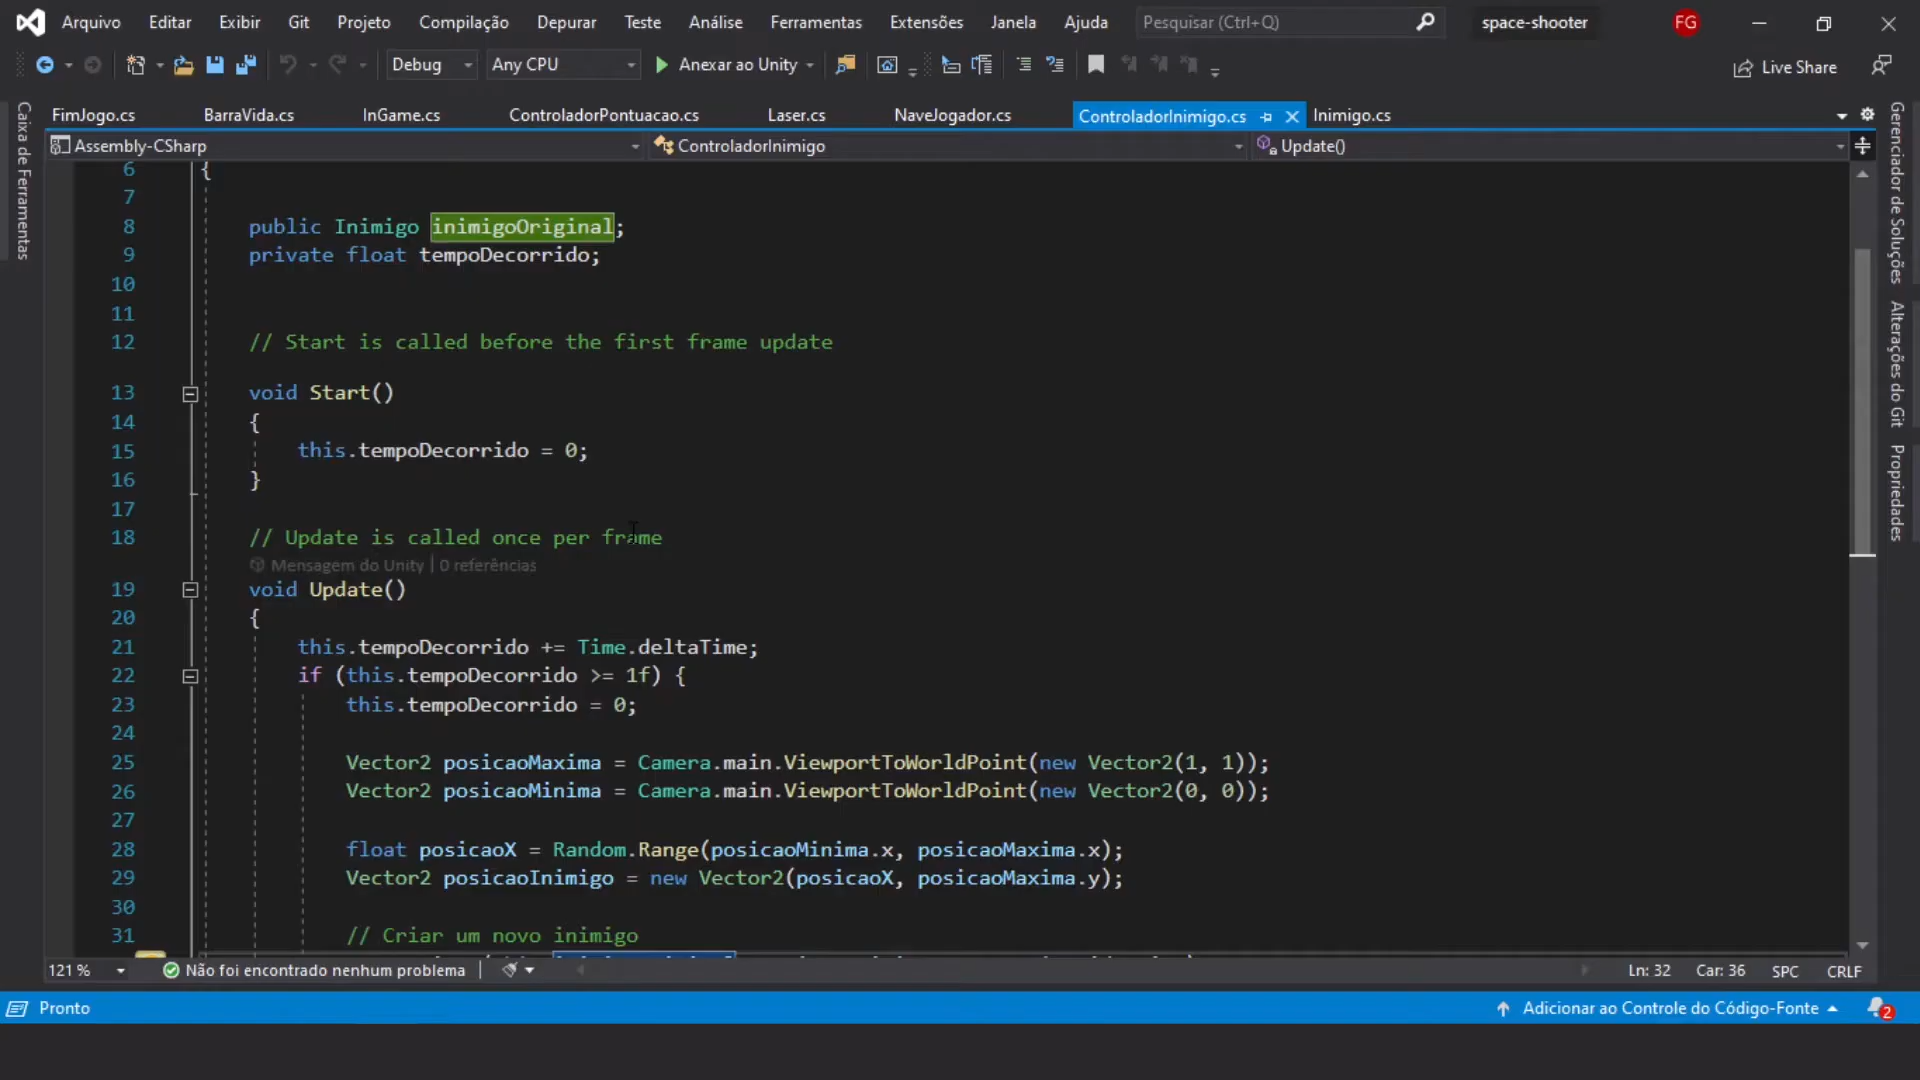 Arquivo Editar Exibir Git Projeto Compilação Depurar Teste Análise Ferramentas Extensões Janela Ajuda Pesquisar (Ctrl+Q) space-shooter FG
Debug Any CPU Anexar ao Unity Live Share
FimJogo.cs BarraVida.cs InGame.cs ControladorPontuacao.cs Laser.cs NaveJogador.cs ControladorInimigo.cs Inimigo.cs
Assembly-CSharp ControladorInimigo Update()
Caixa de Ferramentas
Gerenciador de Soluções
Alterações do Git
Propriedades
6 {
7
8 public Inimigo inimigoOriginal;
9 private float tempoDecorrido;
10
11
12 // Start is called before the first frame update
13 void Start()
14 {
15 this.tempoDecorrido = 0;
16 }
17
18 // Update is called once per frame
Mensagem do Unity | 0 referências
19 void Update()
20 {
21 this.tempoDecorrido += Time.deltaTime;
22 if (this.tempoDecorrido >= 1f) {
23 this.tempoDecorrido = 0;
24
25 Vector2 posicaoMaxima = Camera.main.ViewportToWorldPoint(new Vector2(1, 1));
26 Vector2 posicaoMinima = Camera.main.ViewportToWorldPoint(new Vector2(0, 0));
27
28 float posicaoX = Random.Range(posicaoMinima.x, posicaoMaxima.x);
29 Vector2 posicaoInimigo = new Vector2(posicaoX, posicaoMaxima.y);
30
31 // Criar um novo inimigo
121 % Não foi encontrado nenhum problema Ln: 32 Car: 36 SPC CRLF
Pronto Adicionar ao Controle do Código-Fonte 2